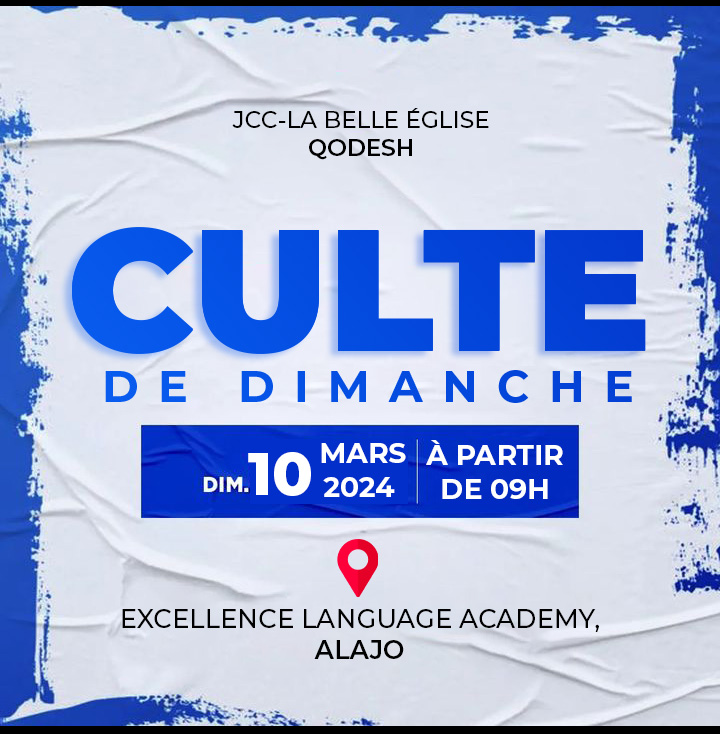 JCC-LA BELLE ÉGLISE
QODESH
CULTE
DE DIMANCHE
DIM. 10 MARS 2024
À PARTIR DE 09H
EXCELLENCE LANGUAGE ACADEMY,
ALAJO